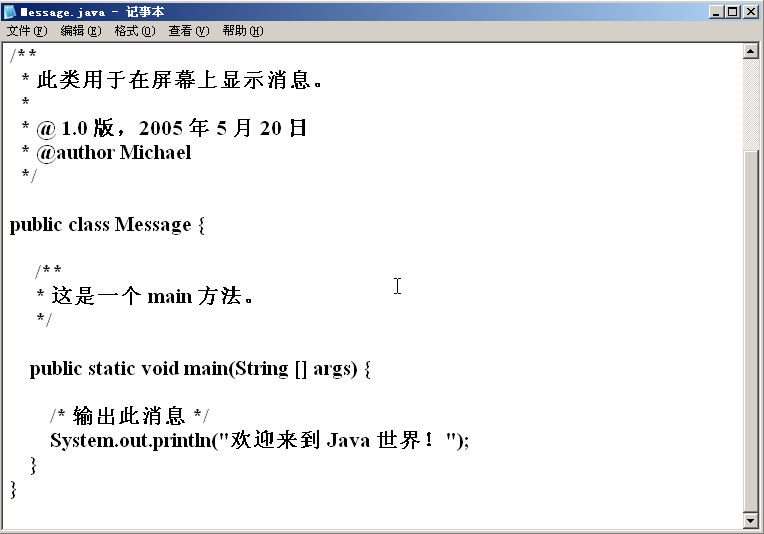 Message.java - 记事本
文件(F) 编辑(E) 格式(O) 查看(V) 帮助(H)
/**
* 此类用于在屏幕上显示消息。
*
* @ 1.0 版，2005 年 5 月 20 日
* @author Michael
*/
public class Message {
/**
* 这是一个 main 方法。
*/
public static void main(String [] args) {
/* 输出此消息 */
System.out.println("欢迎来到 Java 世界！");
}
}